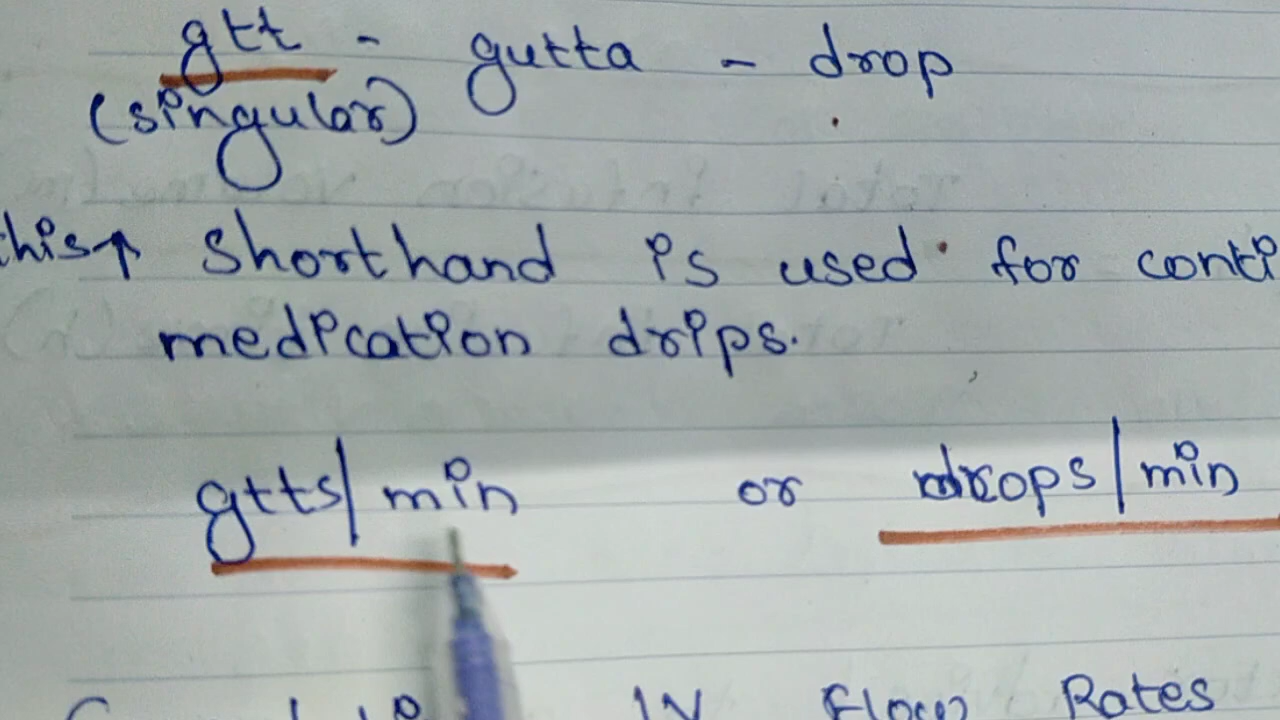 gtt - gutta - drop
(singular)
this↑ shorthand is used for conti
medication drips.
gtts/min or drops/min
IV Flow Rates